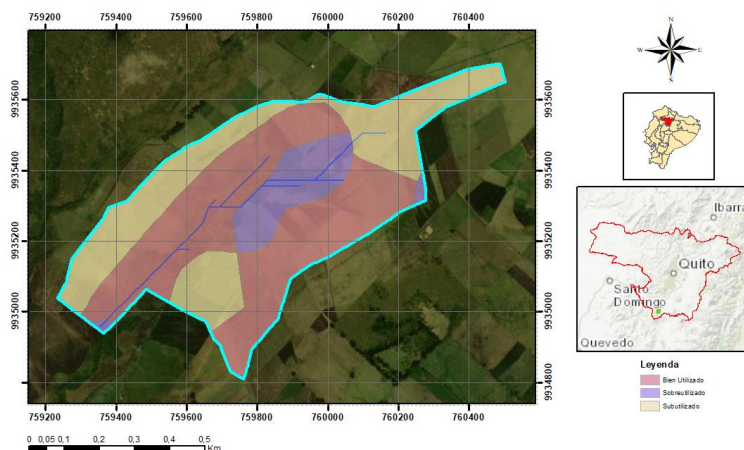 759200 759400 759600 759800 760000 760200 760400
9935600 9935600
9935400 9935400
9935200 9935200
9935000 9935000
9934800 9934800
759200 759400 759600 759800 760000 760200 760400
0 0,05 0,1 0,2 0,3 0,4 0,5
Km
N
W E
S
Ibarra
Quito
Santo
Domingo
Quevedo
Leyenda
Bien Utilizado
Sobreutilizado
Subutilizado